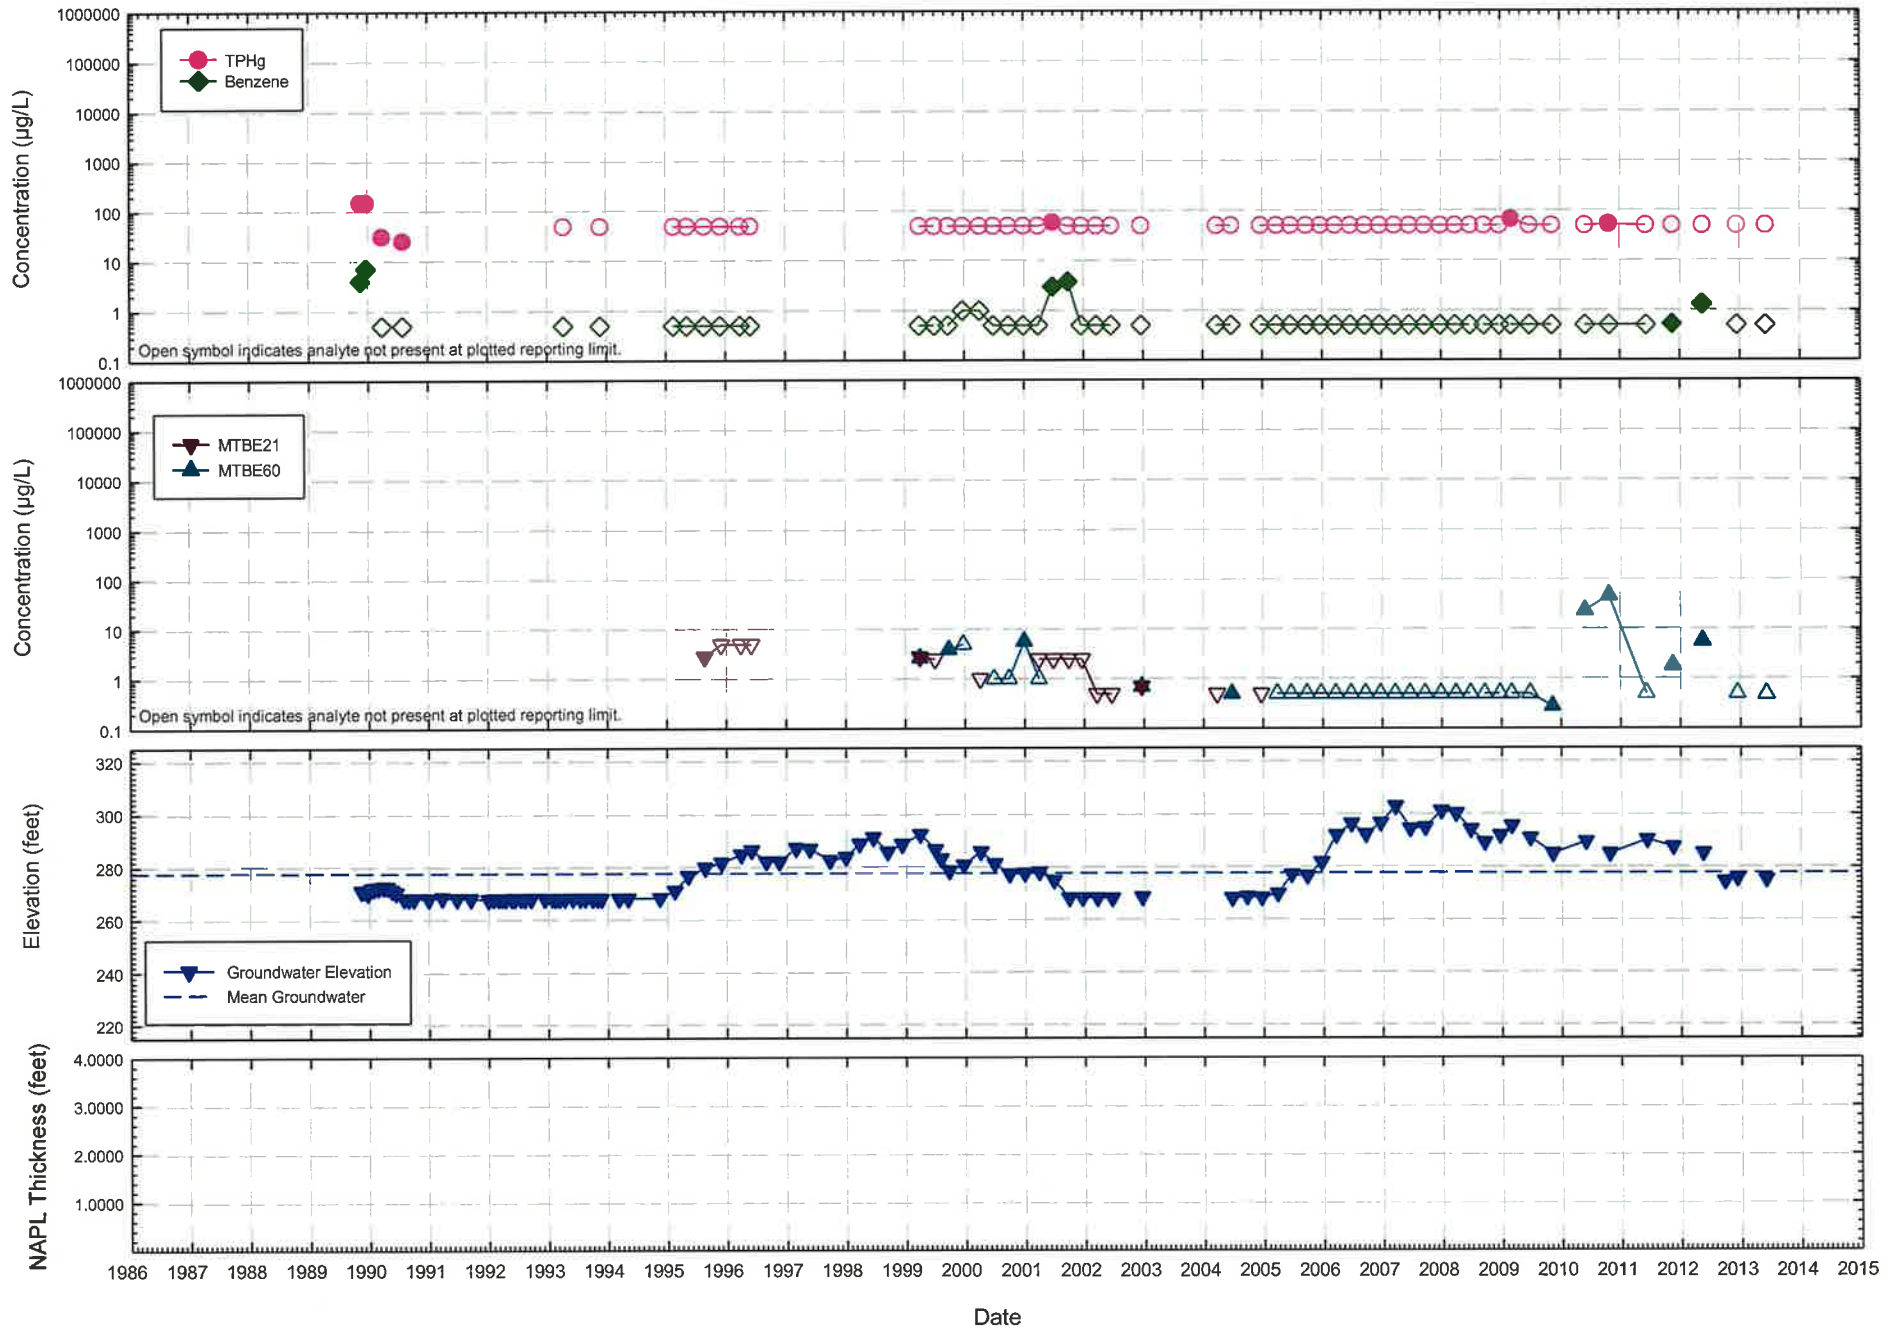 1000000
100000
10000
1000
100
10
1
0.1
Concentration (µg/L)
TPHg
Benzene
Open symbol indicates analyte not present at plotted reporting limit.
1000000
100000
10000
1000
100
10
1
0.1
Concentration (µg/L)
MTBE21
MTBE60
Open symbol indicates analyte not present at plotted reporting limit.
320
300
280
260
240
220
Elevation (feet)
Groundwater Elevation
Mean Groundwater
4.0000
3.0000
2.0000
1.0000
NAPL Thickness (feet)
1986 1987 1988 1989 1990 1991 1992 1993 1994 1995 1996 1997 1998 1999 2000 2001 2002 2003 2004 2005 2006 2007 2008 2009 2010 2011 2012 2013 2014 2015
Date